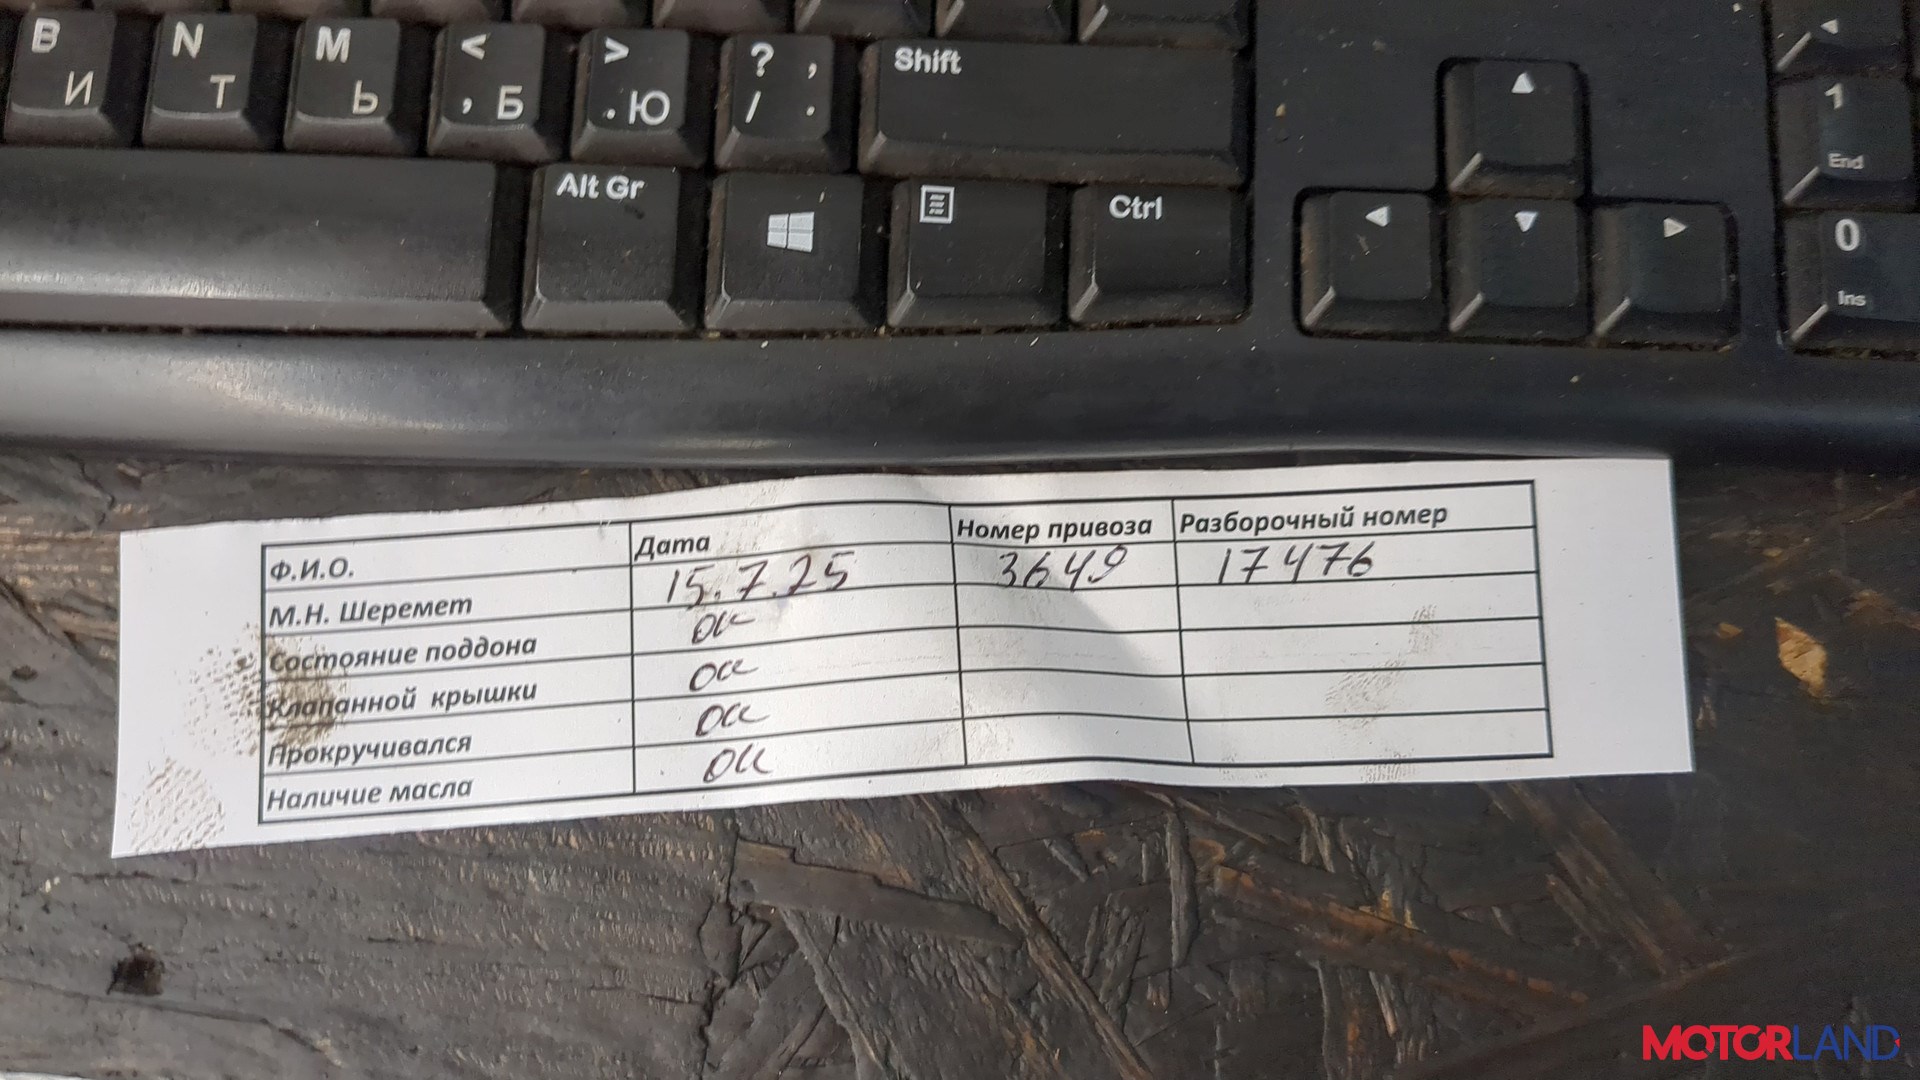 B N M < > ? , Shift
И Т Ь , Б . Ю / . 1
End
Alt Gr Ctrl 0
Ins
Ф.И.О. Дата Номер привоза Разборочный номер
М.Н. Шеремет 15.7.25 3649 17476
Состояние поддона ок
Клапанной крышки ок
Прокручивался ок
Наличие масла ок
MOTORLAND